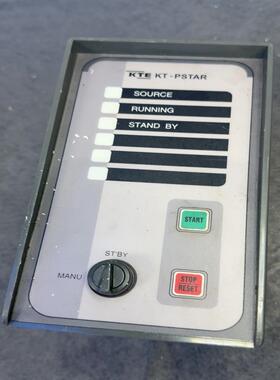 KTE KT-PSTAR
SOURCE
RUNNING
STAND BY
START
ST'BY
MANU
STOP
RESET